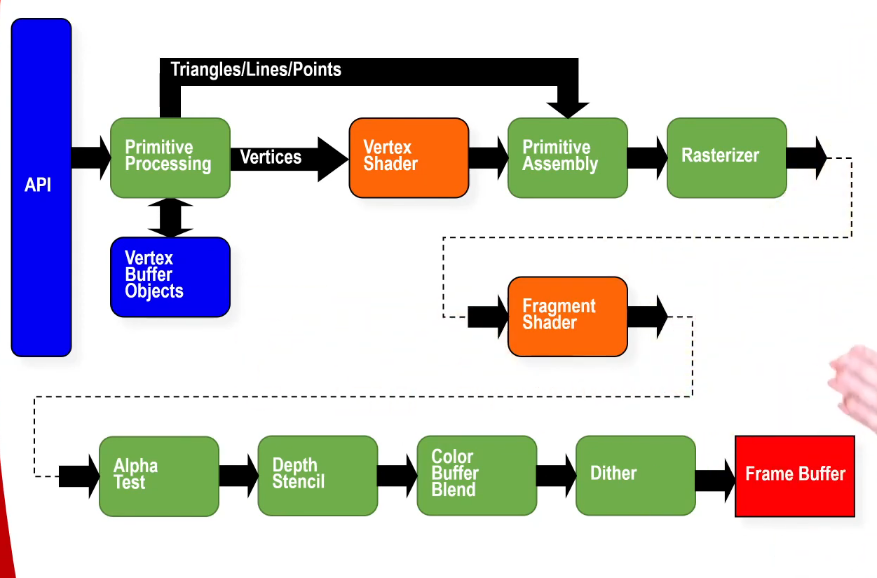 API
Triangles/Lines/Points
Primitive
Processing
Vertices
Vertex
Shader
Primitive
Assembly
Rasterizer
Vertex
Buffer
Objects
Fragment
Shader
Alpha
Test
Depth
Stencil
Color
Buffer
Blend
Dither
Frame Buffer